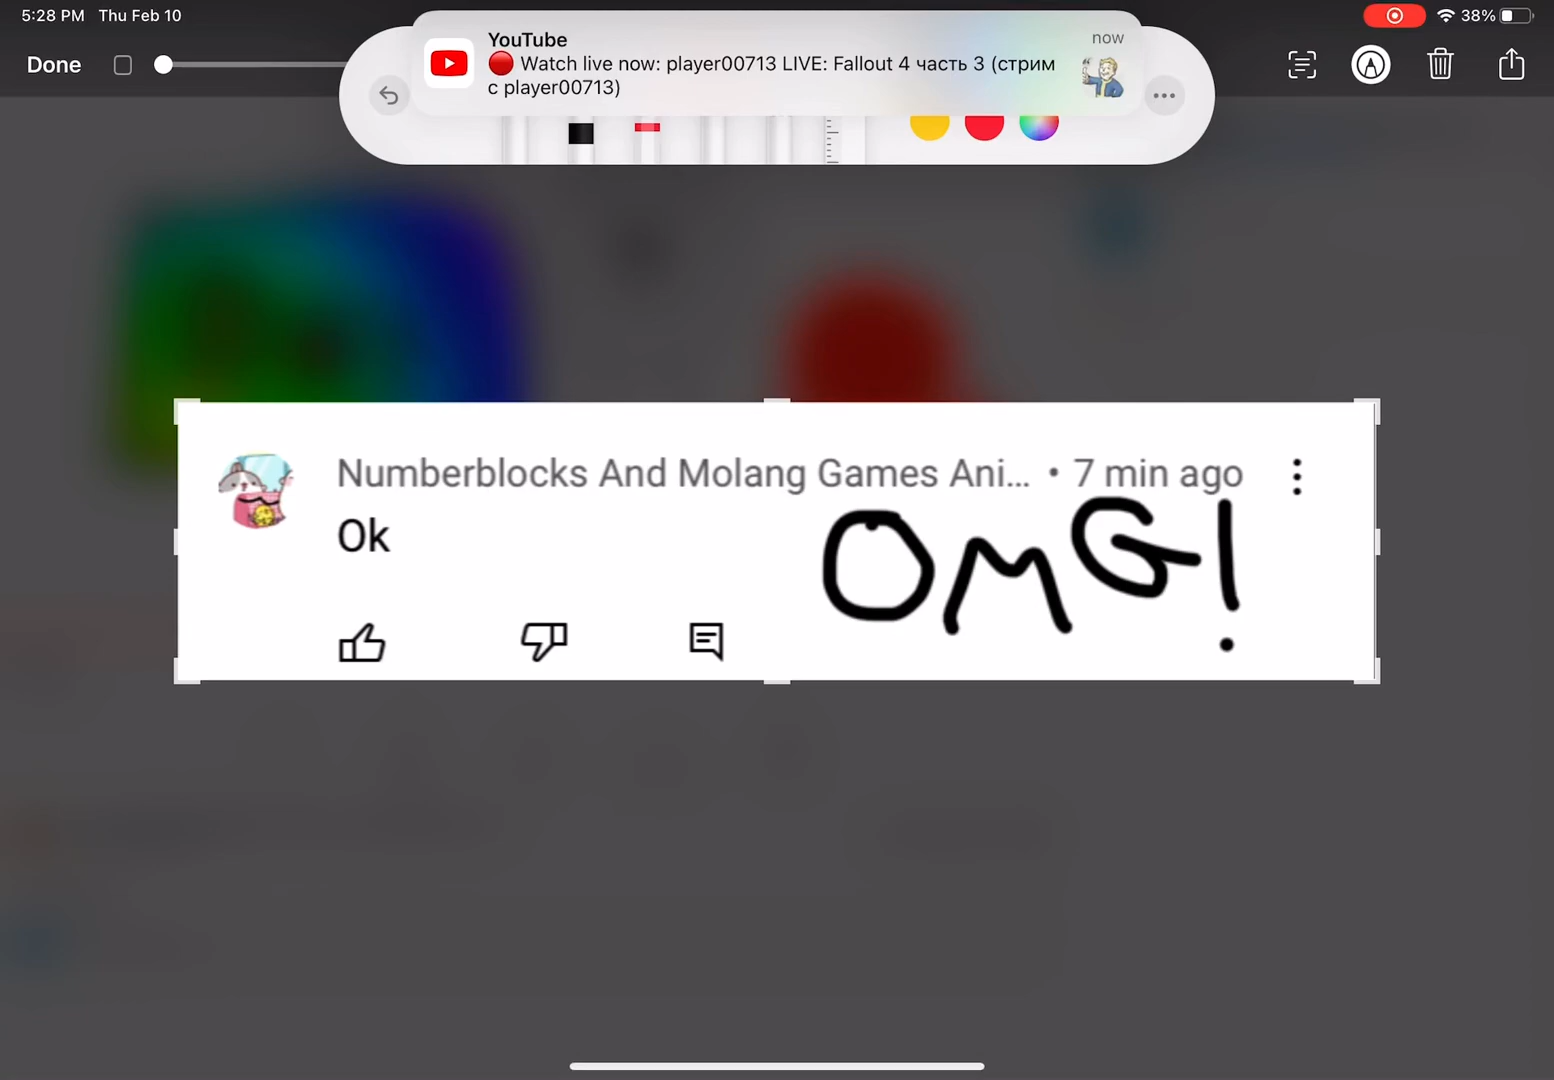 5:28 PM Thu Feb 10
38%
Done
YouTube
now
🔴 Watch live now: player00713 LIVE: Fallout 4 часть 3 (стрим
с player00713)
Numberblocks And Molang Games Ani... • 7 min ago
Ok
OMG!